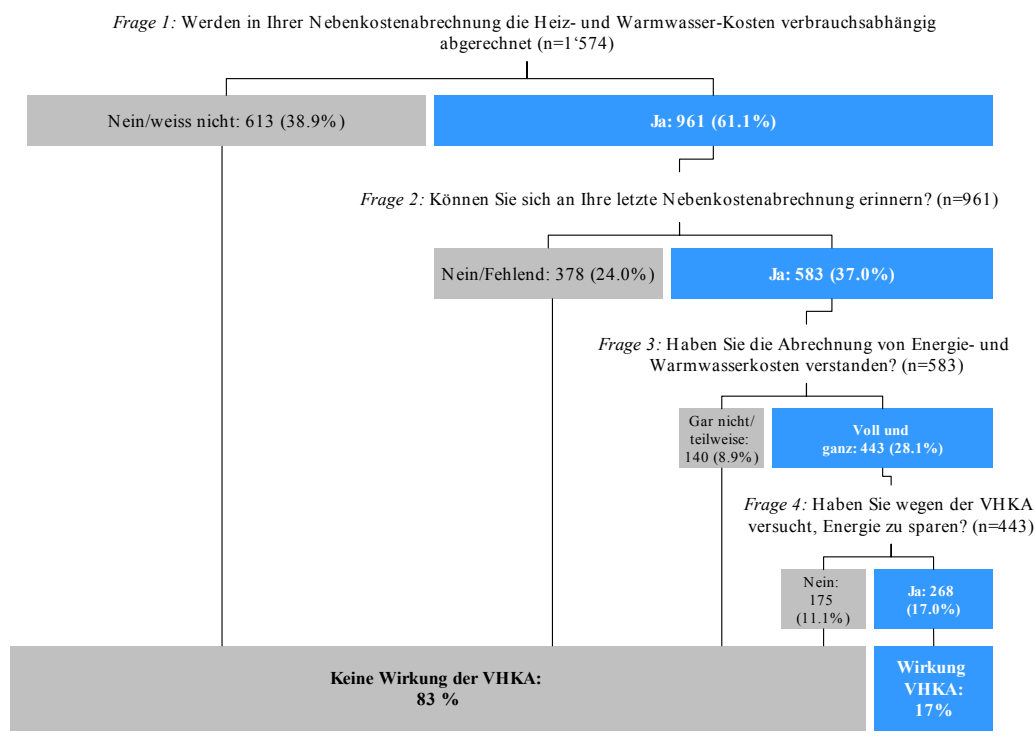 Frage 1: Werden in Ihrer Nebenkostenabrechnung die Heiz- und Warmwasser-Kosten verbrauchsabhängig
abgerechnet (n=1‘574)
Nein/weiss nicht: 613 (38.9%)
Ja: 961 (61.1%)
Frage 2: Können Sie sich an Ihre letzte Nebenkostenabrechnung erinnern? (n=961)
Nein/Fehlend: 378 (24.0%)
Ja: 583 (37.0%)
Frage 3: Haben Sie die Abrechnung von Energie- und
Warmwasserkosten verstanden? (n=583)
Gar nicht/
teilweise:
140 (8.9%)
Voll und
ganz: 443 (28.1%)
Frage 4: Haben Sie wegen der VHKA
versucht, Energie zu sparen? (n=443)
Nein:
175
(11.1%)
Ja: 268
(17.0%)
Keine Wirkung der VHKA:
83 %
Wirkung
VHKA:
17%